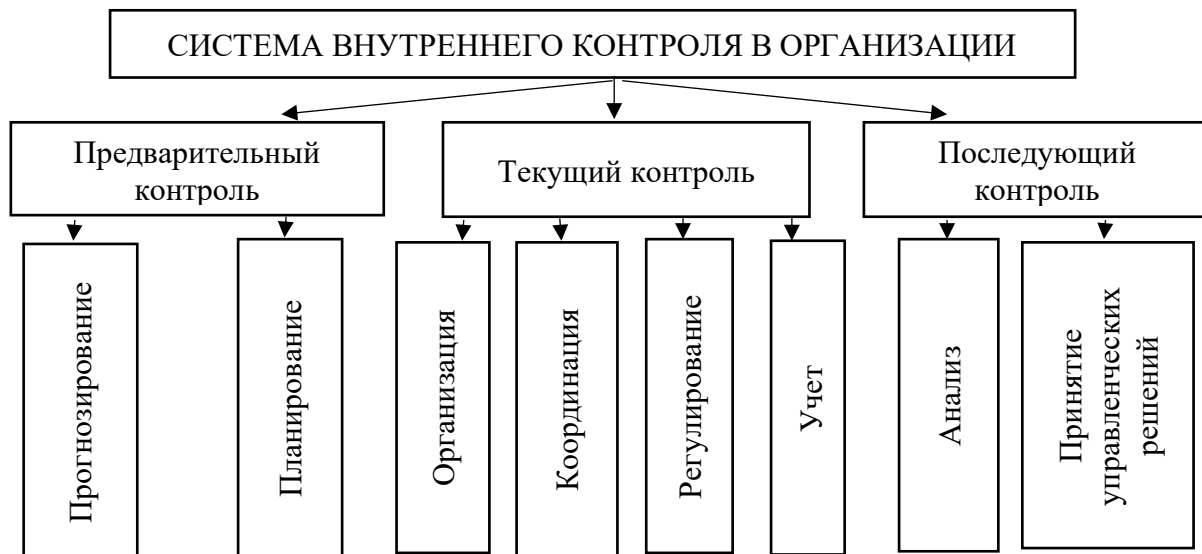 СИСТЕМА ВНУТРЕННЕГО КОНТРОЛЯ В ОРГАНИЗАЦИИ
Предварительный
контроль
Текущий контроль
Последующий
контроль
Прогнозирование
Планирование
Организация
Координация
Регулирование
Учет
Анализ
Принятие
управленческих
решений